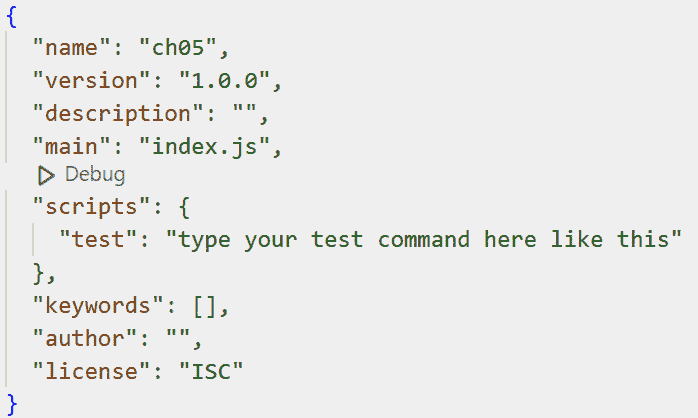 {
"name": "ch05",
"version": "1.0.0",
"description": "",
"main": "index.js",
Debug
"scripts": {
"test": "type your test command here like this"
},
"keywords": [],
"author": "",
"license": "ISC"
}